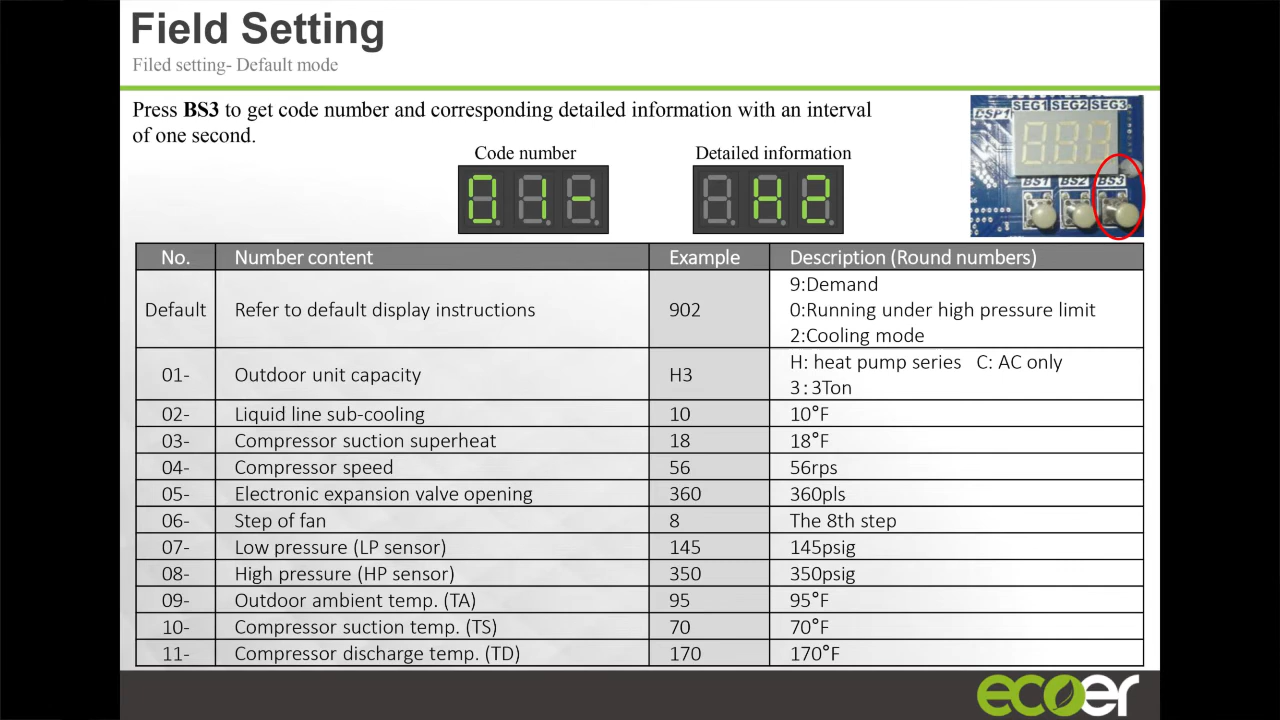 Field Setting
Filed setting- Default mode
Press BS3 to get code number and corresponding detailed information with an interval
of one second.
Code number
Detailed information
01-
H2
SEG1 SEG2 SEG3
DSP1
BS1 BS2 BS3
No. Number content Example Description (Round numbers)
Default Refer to default display instructions 902 9:Demand
0:Running under high pressure limit
2:Cooling mode
01- Outdoor unit capacity H3 H: heat pump series C: AC only
3:3Ton
02- Liquid line sub-cooling 10 10°F
03- Compressor suction superheat 18 18°F
04- Compressor speed 56 56rps
05- Electronic expansion valve opening 360 360pls
06- Step of fan 8 The 8th step
07- Low pressure (LP sensor) 145 145psig
08- High pressure (HP sensor) 350 350psig
09- Outdoor ambient temp. (TA) 95 95°F
10- Compressor suction temp. (TS) 70 70°F
11- Compressor discharge temp. (TD) 170 170°F
ecoer